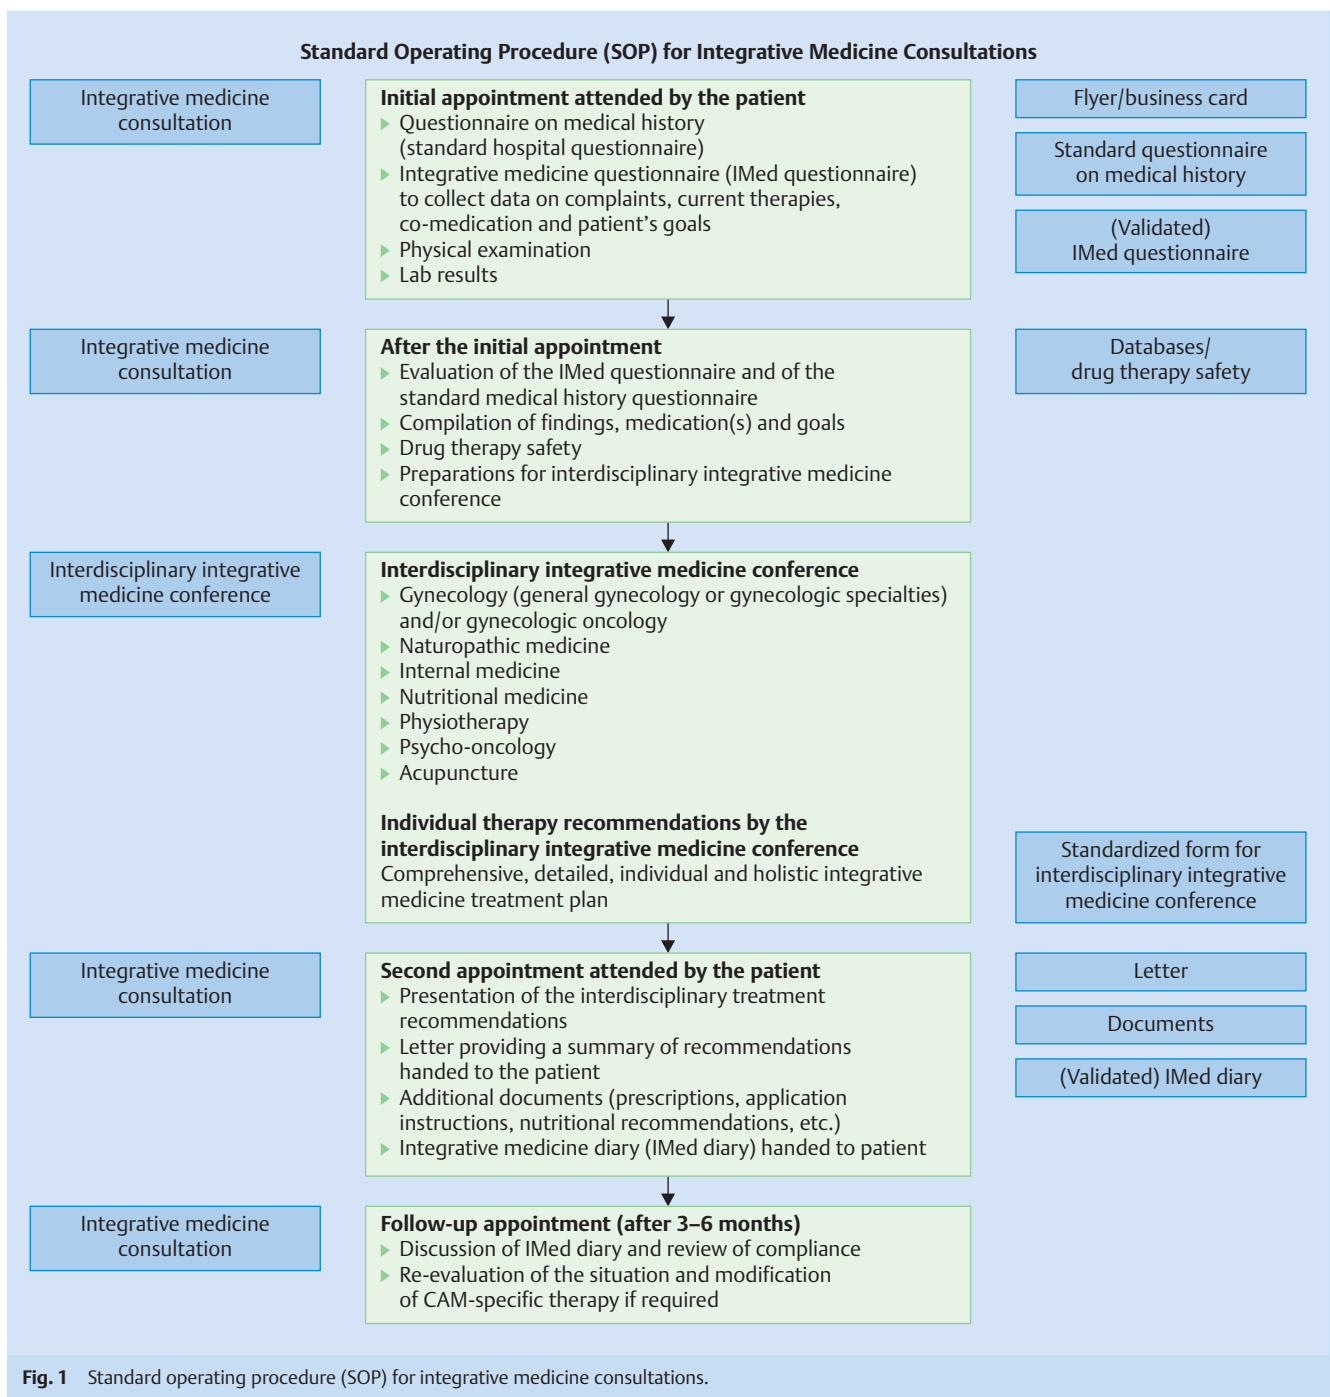 Standard Operating Procedure (SOP) for Integrative Medicine Consultations
Integrative medicine
consultation
Initial appointment attended by the patient
Questionnaire on medical history
(standard hospital questionnaire)
Integrative medicine questionnaire (IMed questionnaire)
to collect data on complaints, current therapies,
co-medication and patient's goals
Physical examination
Lab results
Flyer/business card
Standard questionnaire
on medical history
(Validated)
IMed questionnaire
Integrative medicine
consultation
After the initial appointment
Evaluation of the IMed questionnaire and of the
standard medical history questionnaire
Compilation of findings, medication(s) and goals
Drug therapy safety
Preparations for interdisciplinary integrative medicine
conference
Databases/
drug therapy safety
Interdisciplinary integrative
medicine conference
Interdisciplinary integrative medicine conference
Gynecology (general gynecology or gynecologic specialties)
and/or gynecologic oncology
Naturopathic medicine
Internal medicine
Nutritional medicine
Physiotherapy
Psycho-oncology
Acupuncture
Individual therapy recommendations by the
interdisciplinary integrative medicine conference
Comprehensive, detailed, individual and holistic integrative
medicine treatment plan
Standardized form for
interdisciplinary integrative
medicine conference
Integrative medicine
consultation
Second appointment attended by the patient
Presentation of the interdisciplinary treatment
recommendations
Letter providing a summary of recommendations
handed to the patient
Additional documents (prescriptions, application
instructions, nutritional recommendations, etc.)
Integrative medicine diary (IMed diary) handed to patient
Letter
Documents
(Validated) IMed diary
Integrative medicine
consultation
Follow-up appointment (after 3–6 months)
Discussion of IMed diary and review of compliance
Re-evaluation of the situation and modification
of CAM-specific therapy if required
Fig. 1 Standard operating procedure (SOP) for integrative medicine consultations.